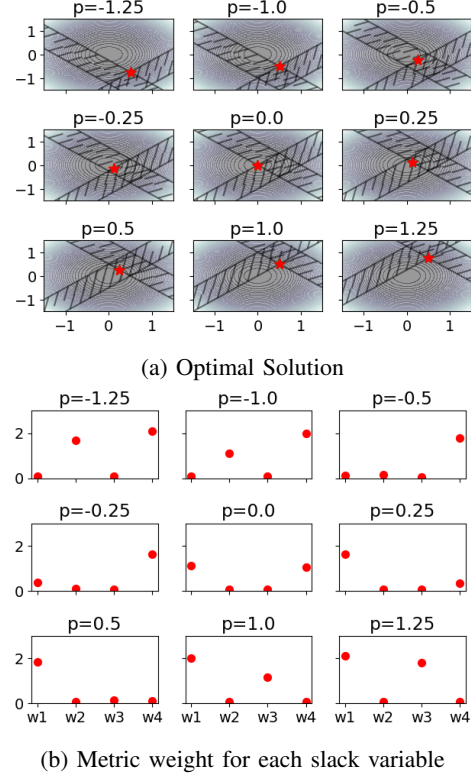 p=-1.25 p=-1.0 p=-0.5
1
0
−1
p=-0.25 p=0.0 p=0.25
1
0
−1
p=0.5 p=1.0 p=1.25
1
0
−1
−1 0 1 −1 0 1 −1 0 1
(a) Optimal Solution
p=-1.25 p=-1.0 p=-0.5
2
0
p=-0.25 p=0.0 p=0.25
2
0
p=0.5 p=1.0 p=1.25
2
0
w1 w2 w3 w4 w1 w2 w3 w4 w1 w2 w3 w4
(b) Metric weight for each slack variable